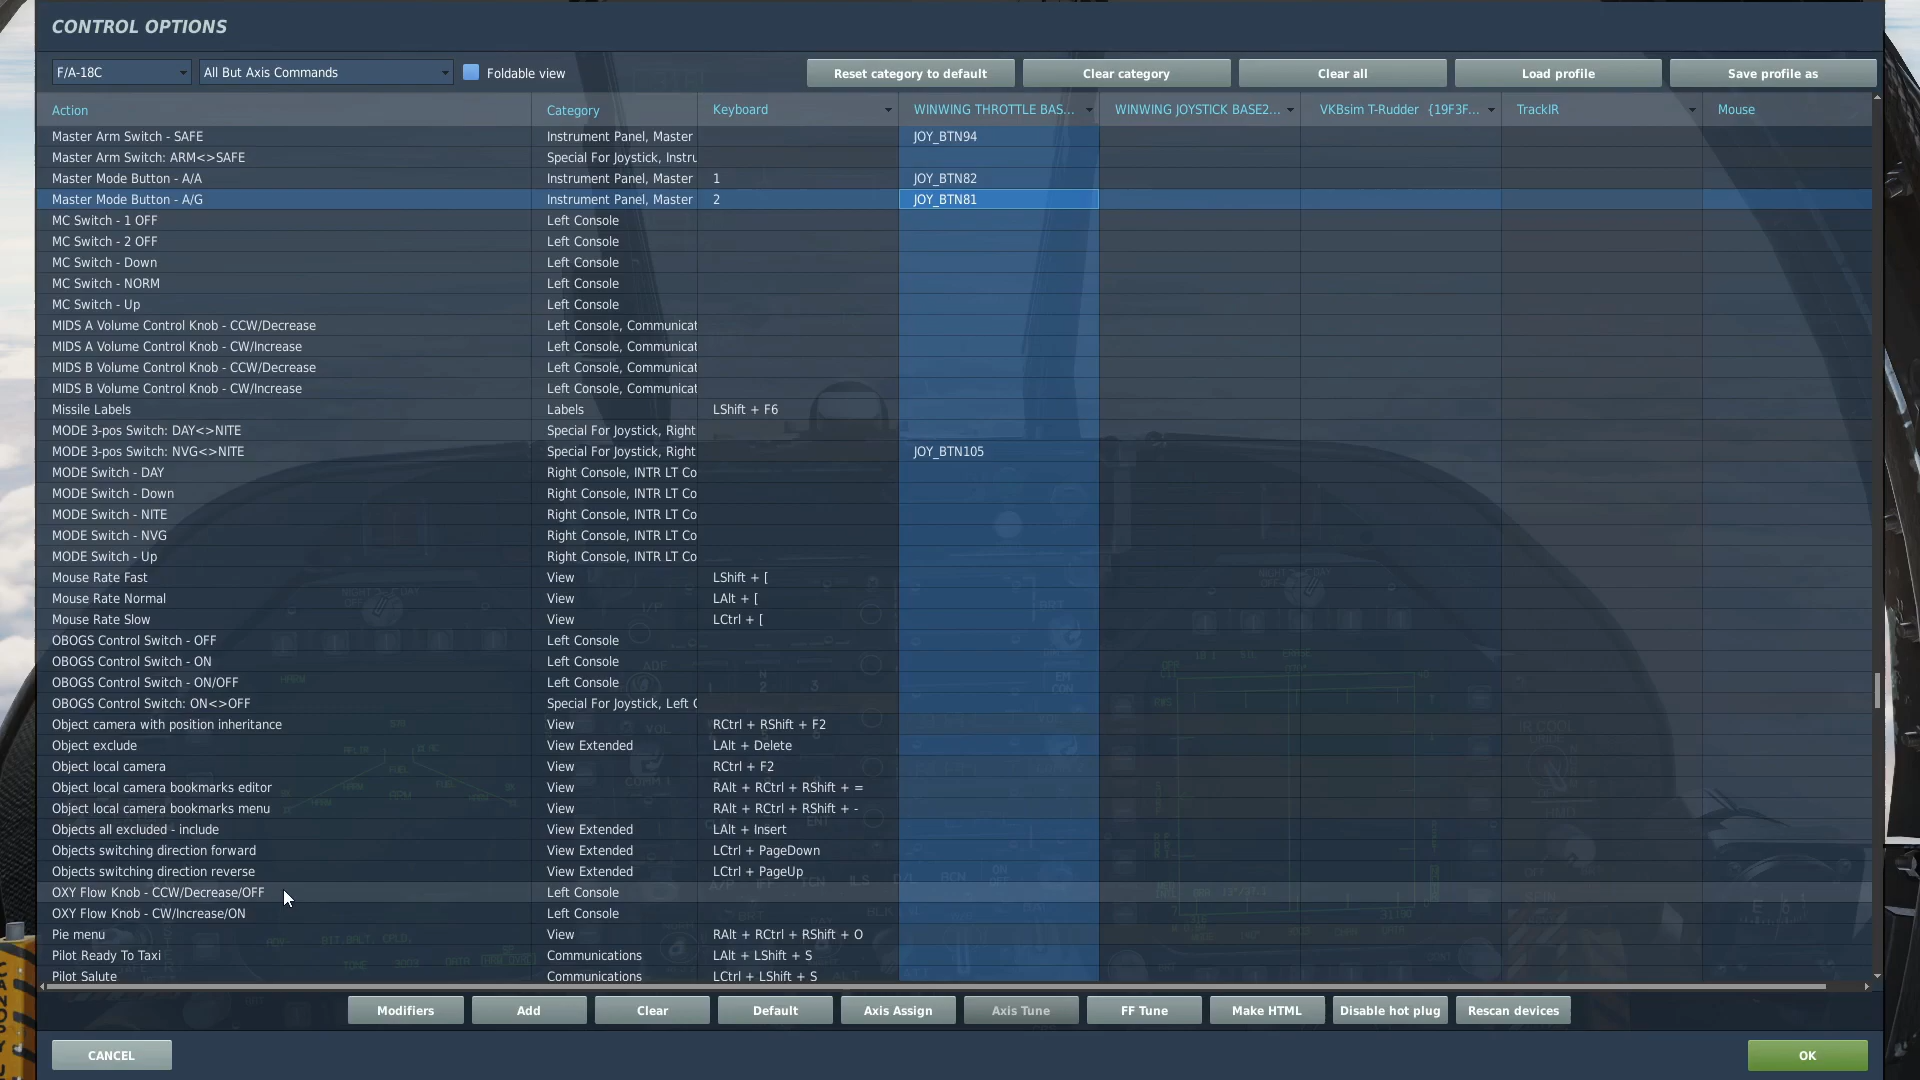 CONTROL OPTIONS
F/A-18C All But Axis Commands Foldable view Reset category to default Clear category Clear all Load profile Save profile as
Action Category Keyboard WINWING THROTTLE BAS... WINWING JOYSTICK BASE2... VKBsim T-Rudder {19F3F... TrackIR Mouse
Master Arm Switch - SAFE Instrument Panel, Master JOY_BTN94
Master Arm Switch: ARM<>SAFE Special For Joystick, Instru
Master Mode Button - A/A Instrument Panel, Master 1 JOY_BTN82
Master Mode Button - A/G Instrument Panel, Master 2 JOY_BTN81
MC Switch - 1 OFF Left Console
MC Switch - 2 OFF Left Console
MC Switch - Down Left Console
MC Switch - NORM Left Console
MC Switch - Up Left Console
MIDS A Volume Control Knob - CCW/Decrease Left Console, Communicat
MIDS A Volume Control Knob - CW/Increase Left Console, Communicat
MIDS B Volume Control Knob - CCW/Decrease Left Console, Communicat
MIDS B Volume Control Knob - CW/Increase Left Console, Communicat
Missile Labels Labels LShift + F6
MODE 3-pos Switch: DAY<>NITE Special For Joystick, Right
MODE 3-pos Switch: NVG<>NITE Special For Joystick, Right JOY_BTN105
MODE Switch - DAY Right Console, INTR LT Co
MODE Switch - Down Right Console, INTR LT Co
MODE Switch - NITE Right Console, INTR LT Co
MODE Switch - NVG Right Console, INTR LT Co
MODE Switch - Up Right Console, INTR LT Co
Mouse Rate Fast View LShift + [
Mouse Rate Normal View LAlt + [
Mouse Rate Slow View LCtrl + [
OBOGS Control Switch - OFF Left Console
OBOGS Control Switch - ON Left Console
OBOGS Control Switch - ON/OFF Left Console
OBOGS Control Switch: ON<>OFF Special For Joystick, Left C
Object camera with position inheritance View RCtrl + RShift + F2
Object exclude View Extended LAlt + Delete
Object local camera View RCtrl + F2
Object local camera bookmarks editor View RAlt + RCtrl + RShift + =
Object local camera bookmarks menu View RAlt + RCtrl + RShift + -
Objects all excluded - include View Extended LAlt + Insert
Objects switching direction forward View Extended LCtrl + PageDown
Objects switching direction reverse View Extended LCtrl + PageUp
OXY Flow Knob - CCW/Decrease/OFF Left Console
OXY Flow Knob - CW/Increase/ON Left Console
Pie menu View RAlt + RCtrl + RShift + O
Pilot Ready To Taxi Communications LAlt + LShift + S
Pilot Salute Communications LCtrl + LShift + S
Modifiers Add Clear Default Axis Assign Axis Tune FF Tune Make HTML Disable hot plug Rescan devices
CANCEL OK